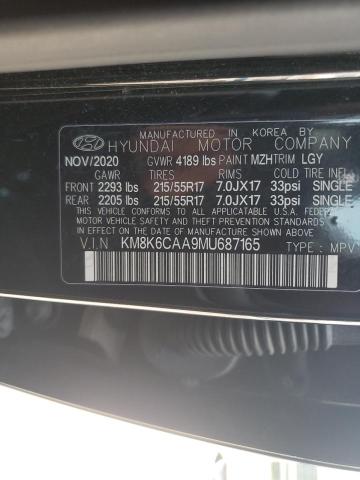 MANUFACTURED IN KOREA BY
HYUNDAI MOTOR COMPANY
NOV/2020 GVWR 4189 lbs PAINT MZH TRIM LGY
GAWR TIRES RIMS COLD TIRE INFL
FRONT 2293 lbs 215/55R17 7.0JX17 33psi SINGLE
REAR 2205 lbs 215/55R17 7.0JX17 33psi SINGLE
THIS VEHICLE CONFORMS TO ALL APPLICABLE U.S.A. FEDERAL
MOTOR VEHICLE SAFETY, BUMPER AND THEFT PREVENTION STANDARDS
IN EFFECT ON THE DATE OF MANUFACTURE SHOWN ABOVE.
V.I.N KM8K6CAA9MU687165 TYPE : MPV